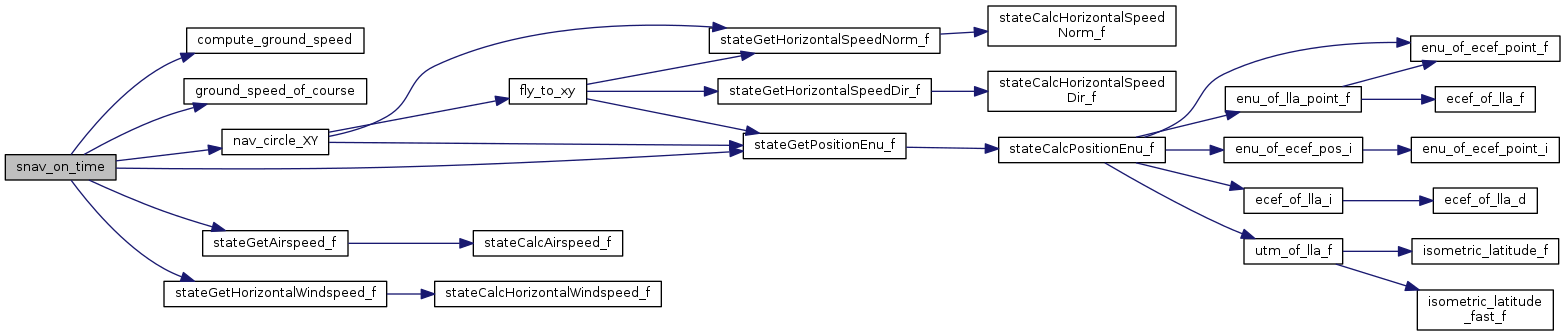 snav_on_time
compute_ground_speed
ground_speed_of_course
nav_circle_XY
stateGetAirspeed_f
stateGetHorizontalWindspeed_f
fly_to_xy
stateCalcAirspeed_f
stateCalcHorizontalWindspeed_f
stateGetHorizontalSpeedNorm_f
stateGetHorizontalSpeedDir_f
stateGetPositionEnu_f
stateCalcHorizontalSpeed
Norm_f
stateCalcHorizontalSpeed
Dir_f
stateCalcPositionEnu_f
enu_of_lla_point_f
enu_of_ecef_pos_i
ecef_of_lla_i
utm_of_lla_f
enu_of_ecef_point_f
ecef_of_lla_f
enu_of_ecef_point_i
ecef_of_lla_d
isometric_latitude_f
isometric_latitude
_fast_f